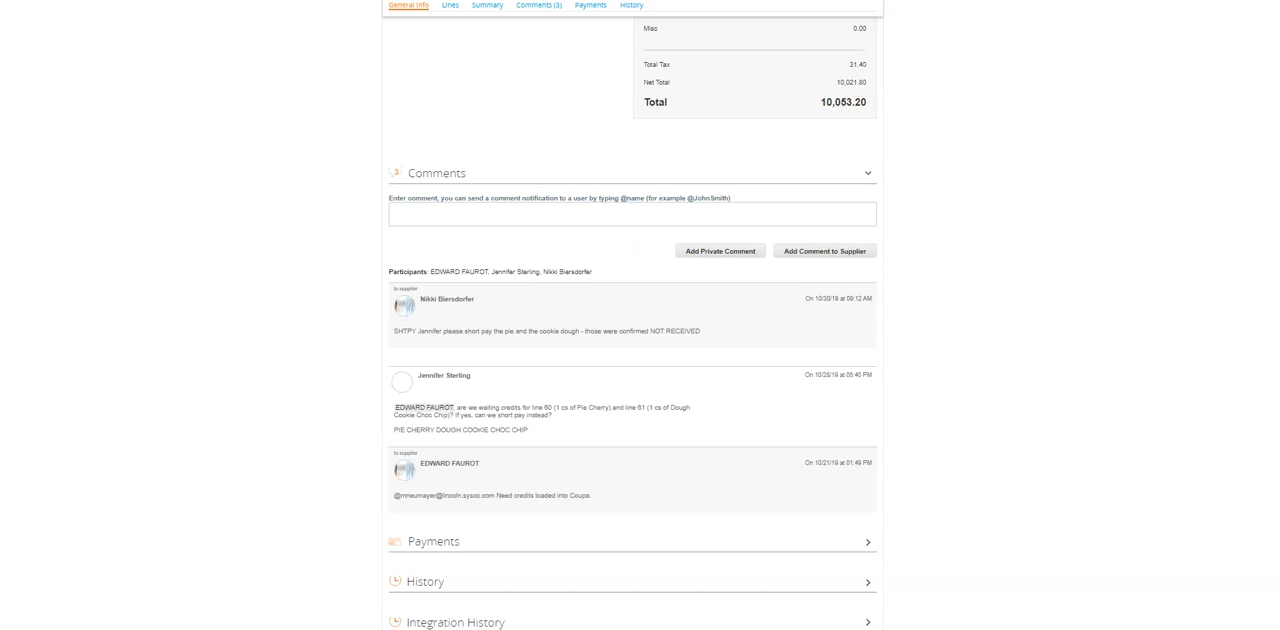 General Info Lines Summary Comments (3) Payments History
Misc 0.00
Total Tax 31.40
Net Total 10,021.80
Total 10,053.20
3 Comments
Enter comment, you can send a comment notification to a user by typing @name (for example @JohnSmith)
Add Private Comment Add Comment to Supplier
Participants: EDWARD FAUROT, Jennifer Sterling, Nikki Biersdorfer
to supplier
Nikki Biersdorfer On 10/30/19 at 09:12 AM
SHTPY Jennifer please short pay the pie and the cookie dough - those were confirmed NOT RECEIVED
Jennifer Sterling On 10/28/19 at 05:40 PM
EDWARD FAUROT are we waiting credits for line 60 (1 cs of Pie Cherry) and line 61 (1 cs of Dough
Cookie Choc Chip)? If yes, can we short pay instead?
PIE CHERRY DOUGH COOKIE CHOC CHIP
to supplier
EDWARD FAUROT On 10/21/19 at 01:49 PM
@mneumayer@lincoln.sysco.com Need credits loaded into Coupa.
Payments
History
Integration History